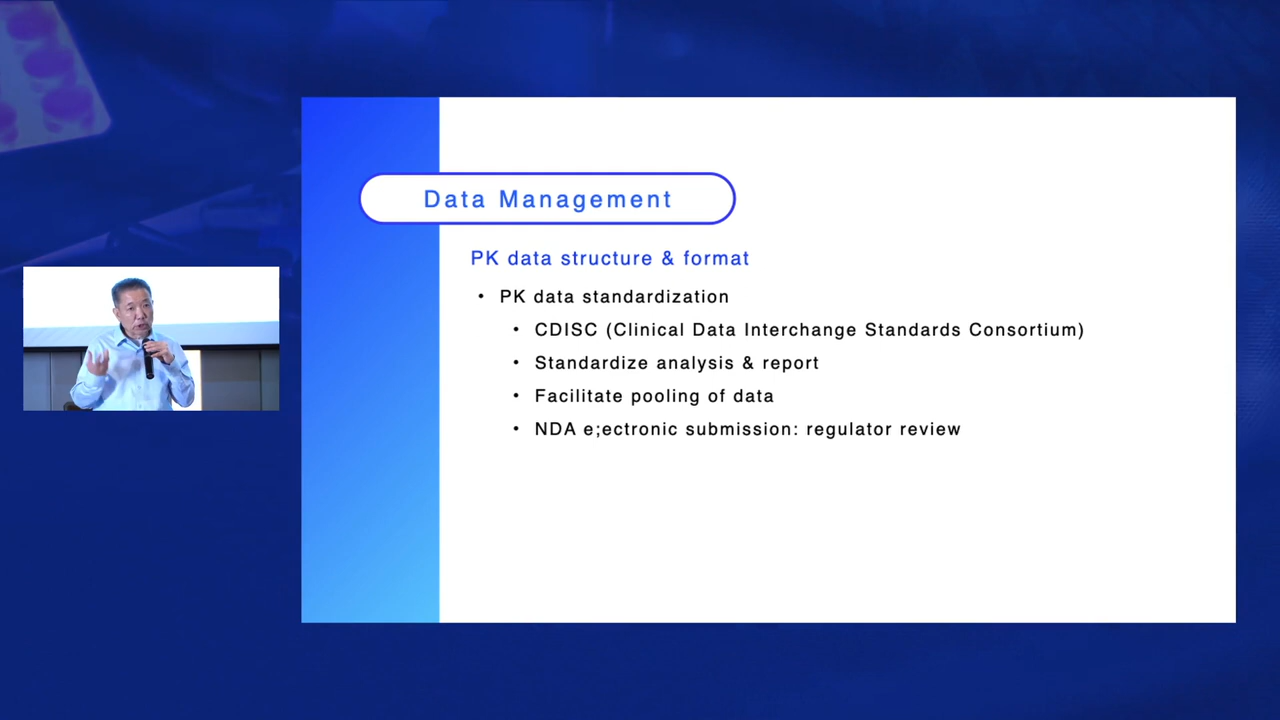 Data Management
PK data structure & format
• PK data standardization
• CDISC (Clinical Data Interchange Standards Consortium)
• Standardize analysis & report
• Facilitate pooling of data
• NDA e;ectronic submission: regulator review